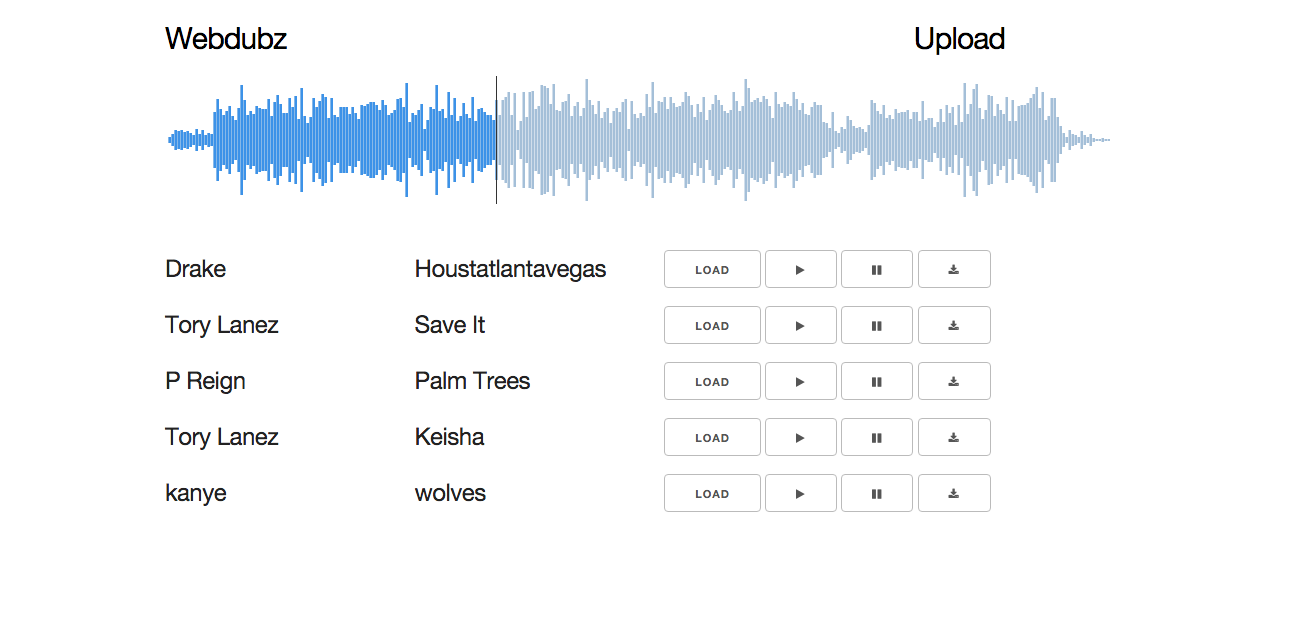 Webdubz Upload
Drake Houstatlantavegas LOAD
Tory Lanez Save It LOAD
P Reign Palm Trees LOAD
Tory Lanez Keisha LOAD
kanye wolves LOAD